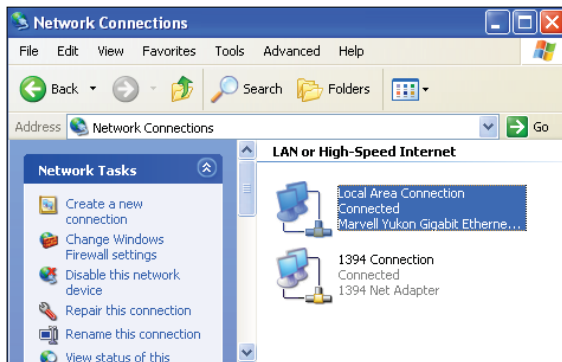 Network Connections
File Edit View Favorites Tools Advanced Help
Back Search Folders
Address Network Connections Go
Network Tasks
Create a new
connection
Change Windows
Firewall settings
Disable this network
device
Repair this connection
Rename this connection
View status of this
LAN or High-Speed Internet
Local Area Connection
Connected
Marvell Yukon Gigabit Etherne...
1394 Connection
Connected
1394 Net Adapter